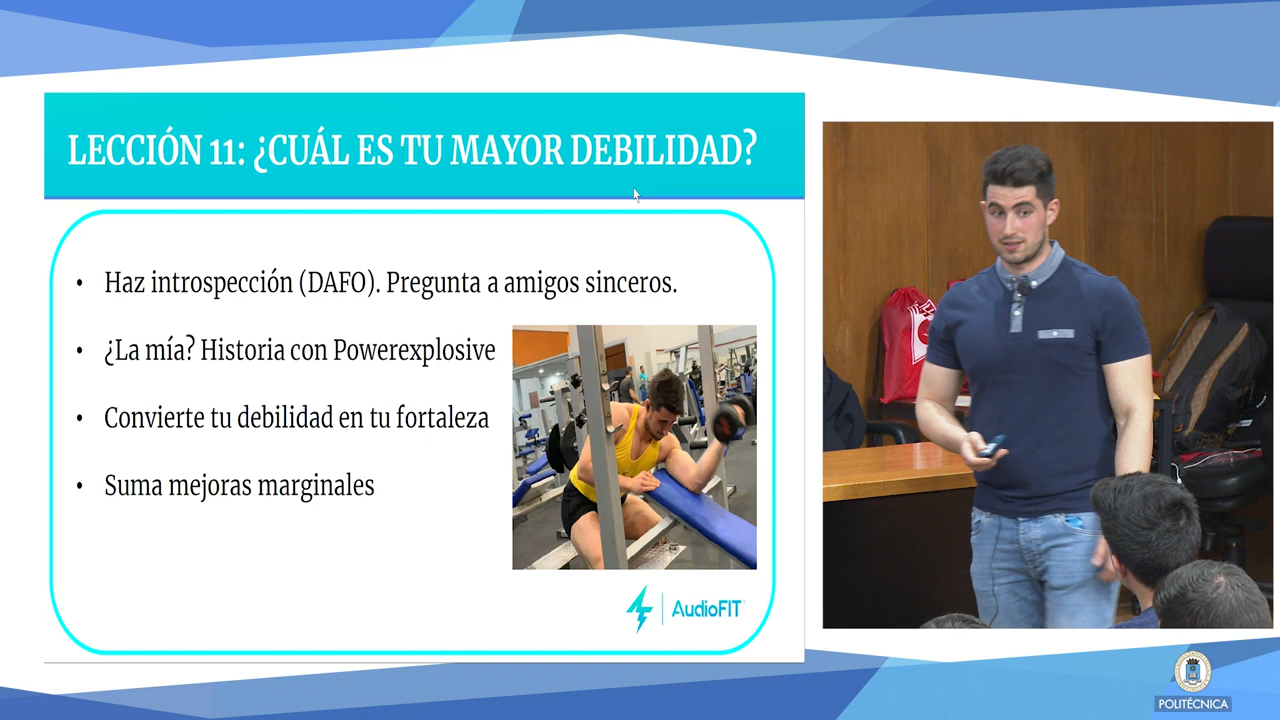 LECCIÓN 11: ¿CUÁL ES TU MAYOR DEBILIDAD?
• Haz introspección (DAFO). Pregunta a amigos sinceros.
• ¿La mía? Historia con Powerexplosive
• Convierte tu debilidad en tu fortaleza
• Suma mejoras marginales
AudioFIT
POLITÉCNICA